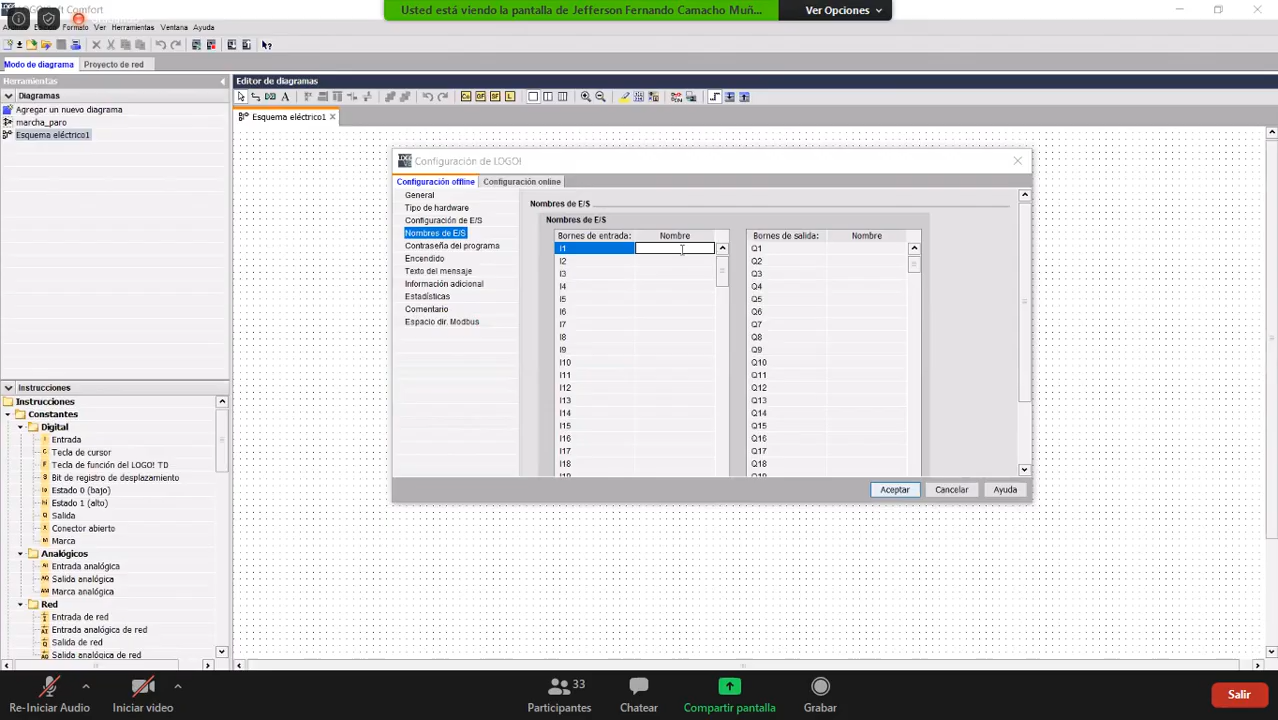 Usted está viendo la pantalla de Jefferson Fernando Camacho Muñ...
Ver Opciones
Formato Ver Herramientas Ventana Ayuda
Modo de diagrama
Proyecto de red
Herramientas
Diagramas
Agregar un nuevo diagrama
marcha_paro
Esquema eléctrico1
Instrucciones
Instrucciones
Constantes
Digital
Entrada
Tecla de cursor
Tecla de función del LOGO! TD
Bit de registro de desplazamiento
Estado 0 (bajo)
Estado 1 (alto)
Salida
Conector abierto
Marca
Analógicos
Entrada analógica
Salida analógica
Marca analógica
Red
Entrada de red
Entrada analógica de red
Salida de red
Salida analógica de red
Editor de diagramas
Esquema eléctrico1
Configuración de LOGO!
Configuración offline
Configuración online
General
Tipo de hardware
Configuración de E/S
Nombres de E/S
Contraseña del programa
Encendido
Texto del mensaje
Información adicional
Estadísticas
Comentario
Espacio dir. Modbus
Nombres de E/S
Nombres de E/S
Bornes de entrada: Nombre
I1
I2
I3
I4
I5
I6
I7
I8
I9
I10
I11
I12
I13
I14
I15
I16
I17
I18
I19
Bornes de salida: Nombre
Q1
Q2
Q3
Q4
Q5
Q6
Q7
Q8
Q9
Q10
Q11
Q12
Q13
Q14
Q15
Q16
Q17
Q18
Q19
Aceptar
Cancelar
Ayuda
Re-Iniciar Audio
Iniciar video
33
Participantes
Chatear
Compartir pantalla
Grabar
Salir